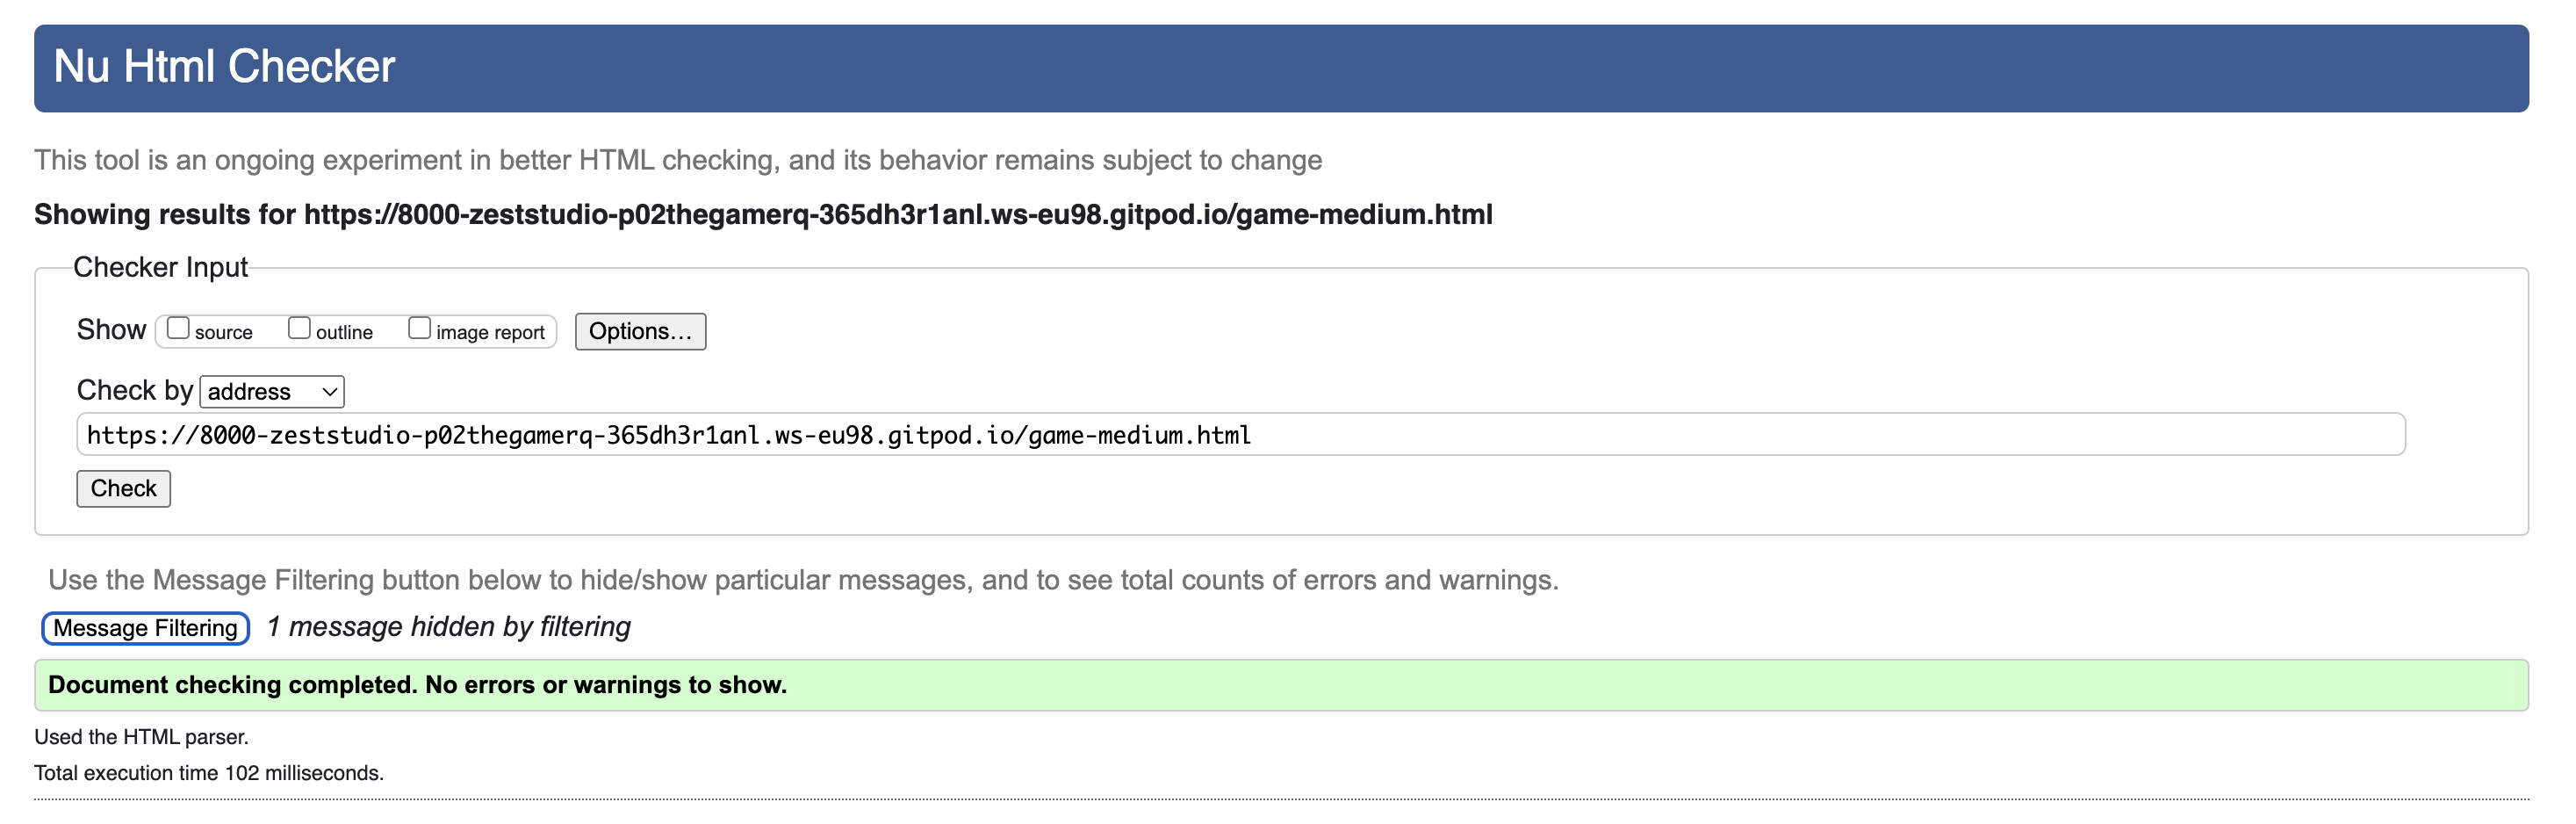 Nu Html Checker
This tool is an ongoing experiment in better HTML checking, and its behavior remains subject to change
Showing results for https://8000-zeststudio-p02thegamerq-365dh3r1anl.ws-eu98.gitpod.io/game-medium.html
Checker Input
Show source outline image report Options…
Check by address
https://8000-zeststudio-p02thegamerq-365dh3r1anl.ws-eu98.gitpod.io/game-medium.html
Check
Use the Message Filtering button below to hide/show particular messages, and to see total counts of errors and warnings.
Message Filtering 1 message hidden by filtering
Document checking completed. No errors or warnings to show.
Used the HTML parser.
Total execution time 102 milliseconds.